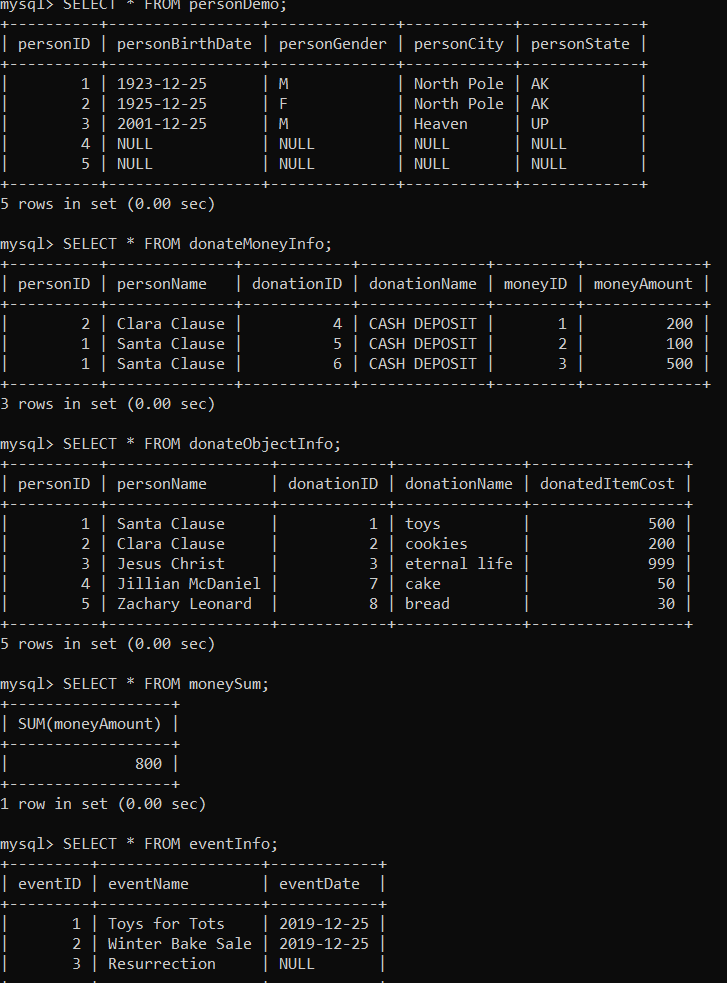 mysql> SELECT * FROM personDemo;
+----------+-----------------+--------------+------------+-------------+
| personID | personBirthDate | personGender | personCity | personState |
+----------+-----------------+--------------+------------+-------------+
|        1 | 1923-12-25      | M            | North Pole | AK          |
|        2 | 1925-12-25      | F            | North Pole | AK          |
|        3 | 2001-12-25      | M            | Heaven     | UP          |
|        4 | NULL            | NULL         | NULL       | NULL        |
|        5 | NULL            | NULL         | NULL       | NULL        |
+----------+-----------------+--------------+------------+-------------+
5 rows in set (0.00 sec)
mysql> SELECT * FROM donateMoneyInfo;
+----------+--------------+------------+--------------+---------+-------------+
| personID | personName   | donationID | donationName | moneyID | moneyAmount |
+----------+--------------+------------+--------------+---------+-------------+
|        2 | Clara Clause |          4 | CASH DEPOSIT |       1 |         200 |
|        1 | Santa Clause |          5 | CASH DEPOSIT |       2 |         100 |
|        1 | Santa Clause |          6 | CASH DEPOSIT |       3 |         500 |
+----------+--------------+------------+--------------+---------+-------------+
3 rows in set (0.00 sec)
mysql> SELECT * FROM donateObjectInfo;
+----------+------------------+------------+--------------+-----------------+
| personID | personName       | donationID | donationName | donatedItemCost |
+----------+------------------+------------+--------------+-----------------+
|        1 | Santa Clause     |          1 | toys         |             500 |
|        2 | Clara Clause     |          2 | cookies      |             200 |
|        3 | Jesus Christ     |          3 | eternal life |             999 |
|        4 | Jillian McDaniel |          7 | cake         |              50 |
|        5 | Zachary Leonard  |          8 | bread        |              30 |
+----------+------------------+------------+--------------+-----------------+
5 rows in set (0.00 sec)
mysql> SELECT * FROM moneySum;
+------------------+
| SUM(moneyAmount) |
+------------------+
|              800 |
+------------------+
1 row in set (0.00 sec)
mysql> SELECT * FROM eventInfo;
+---------+------------------+------------+
| eventID | eventName        | eventDate  |
+---------+------------------+------------+
|       1 | Toys for Tots    | 2019-12-25 |
|       2 | Winter Bake Sale | 2019-12-25 |
|       3 | Resurrection     | NULL       |